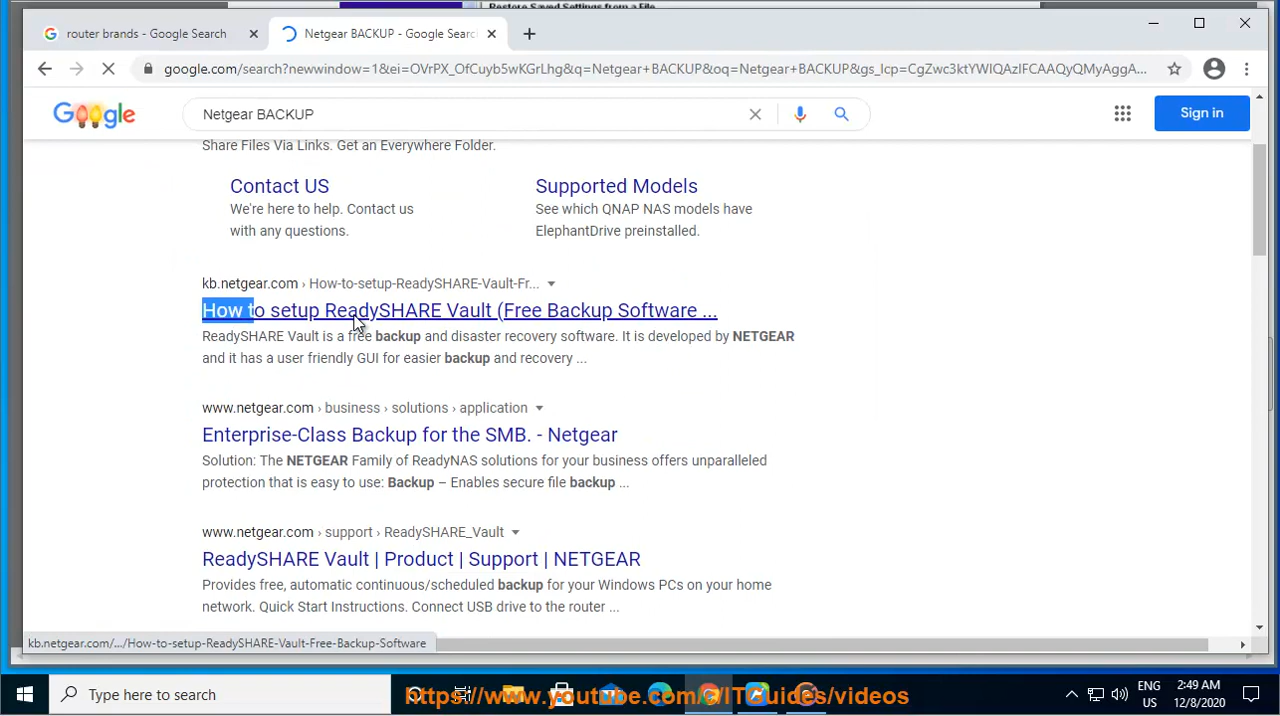 Restore Saved Settings from a File
router brands - Google Search
Netgear BACKUP - Google Searc
google.com/search?newwindow=1&ei=OVrPX_OfCuyb5wKGrLhg&q=Netgear+BACKUP&oq=Netgear+BACKUP&gs_lcp=CgZwc3ktYWIQAzIFCAAQyQMyAggA...
Google
Netgear BACKUP
Sign in
Share Files Via Links. Get an Everywhere Folder.
Contact US
Supported Models
We're here to help. Contact us
with any questions.
See which QNAP NAS models have
ElephantDrive preinstalled.
kb.netgear.com › How-to-setup-ReadySHARE-Vault-Fr...
How to setup ReadySHARE Vault (Free Backup Software ...
ReadySHARE Vault is a free backup and disaster recovery software. It is developed by NETGEAR
and it has a user friendly GUI for easier backup and recovery ...
www.netgear.com › business › solutions › application
Enterprise-Class Backup for the SMB. - Netgear
Solution: The NETGEAR Family of ReadyNAS solutions for your business offers unparalleled
protection that is easy to use: Backup – Enables secure file backup ...
www.netgear.com › support › ReadySHARE_Vault
ReadySHARE Vault | Product | Support | NETGEAR
Provides free, automatic continuous/scheduled backup for your Windows PCs on your home
network. Quick Start Instructions. Connect USB drive to the router ...
kb.netgear.com/.../How-to-setup-ReadySHARE-Vault-Free-Backup-Software
Type here to search
Https://www.youtube.com/@ITGuides/videos
ENG
US
2:49 AM
12/8/2020